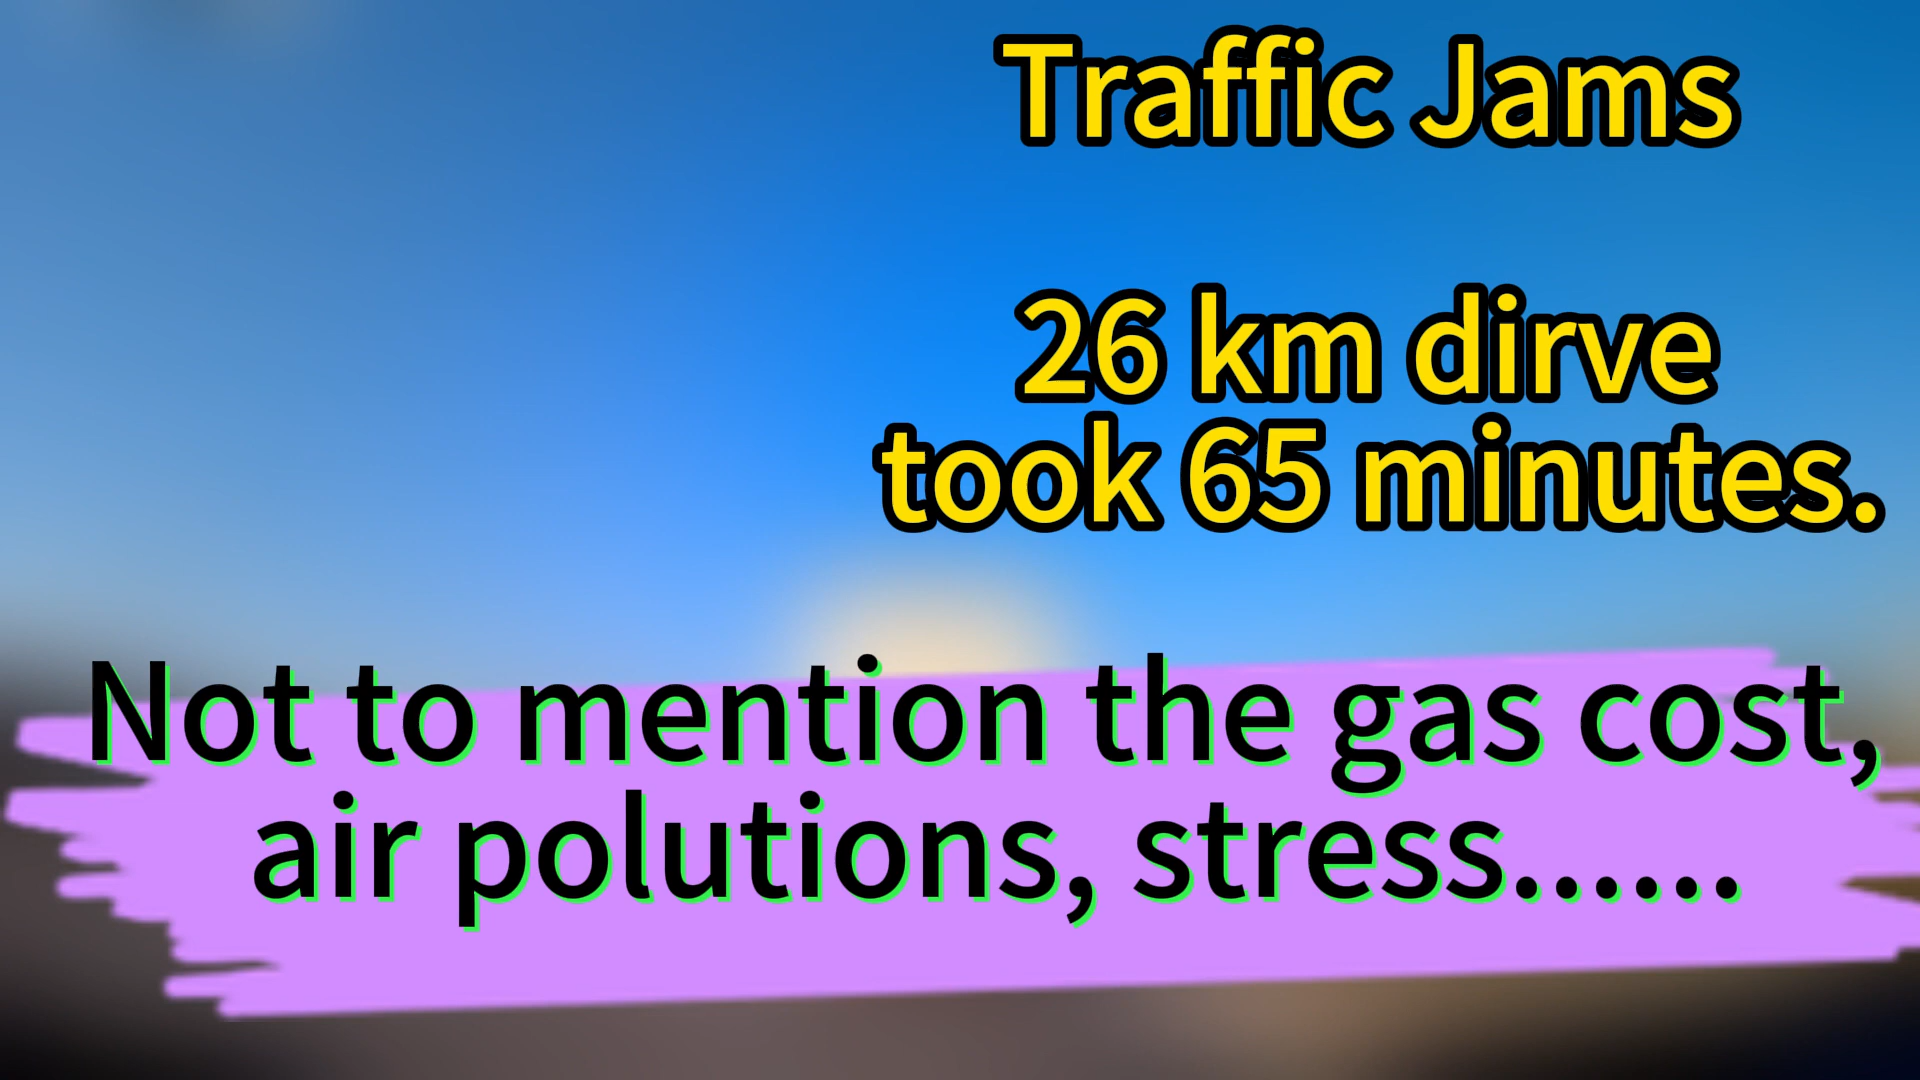 Traffic Jams
26 km dirve
took 65 minutes.
Not to mention the gas cost,
air polutions, stress......